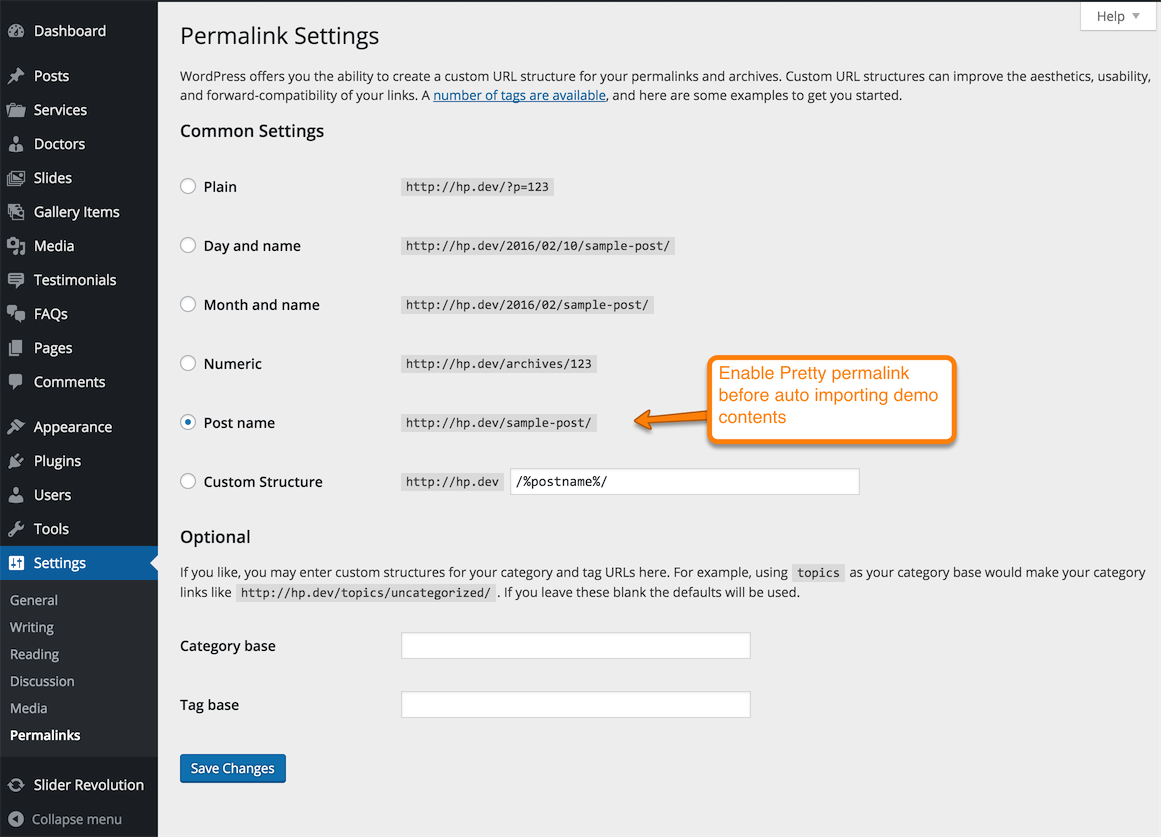 Dashboard
Posts
Services
Doctors
Slides
Gallery Items
Media
Testimonials
FAQs
Pages
Comments
Appearance
Plugins
Users
Tools
Settings
General
Writing
Reading
Discussion
Media
Permalinks
Slider Revolution
Collapse menu
Help
Permalink Settings
WordPress offers you the ability to create a custom URL structure for your permalinks and archives. Custom URL structures can improve the aesthetics, usability,
and forward-compatibility of your links. A number of tags are available, and here are some examples to get you started.
Common Settings
Plain http://hp.dev/?p=123
Day and name http://hp.dev/2016/02/10/sample-post/
Month and name http://hp.dev/2016/02/sample-post/
Numeric http://hp.dev/archives/123
Post name http://hp.dev/sample-post/
Enable Pretty permalink
before auto importing demo
contents
Custom Structure http://hp.dev /%postname%/
Optional
If you like, you may enter custom structures for your category and tag URLs here. For example, using topics as your category base would make your category
links like http://hp.dev/topics/uncategorized/ . If you leave these blank the defaults will be used.
Category base
Tag base
Save Changes